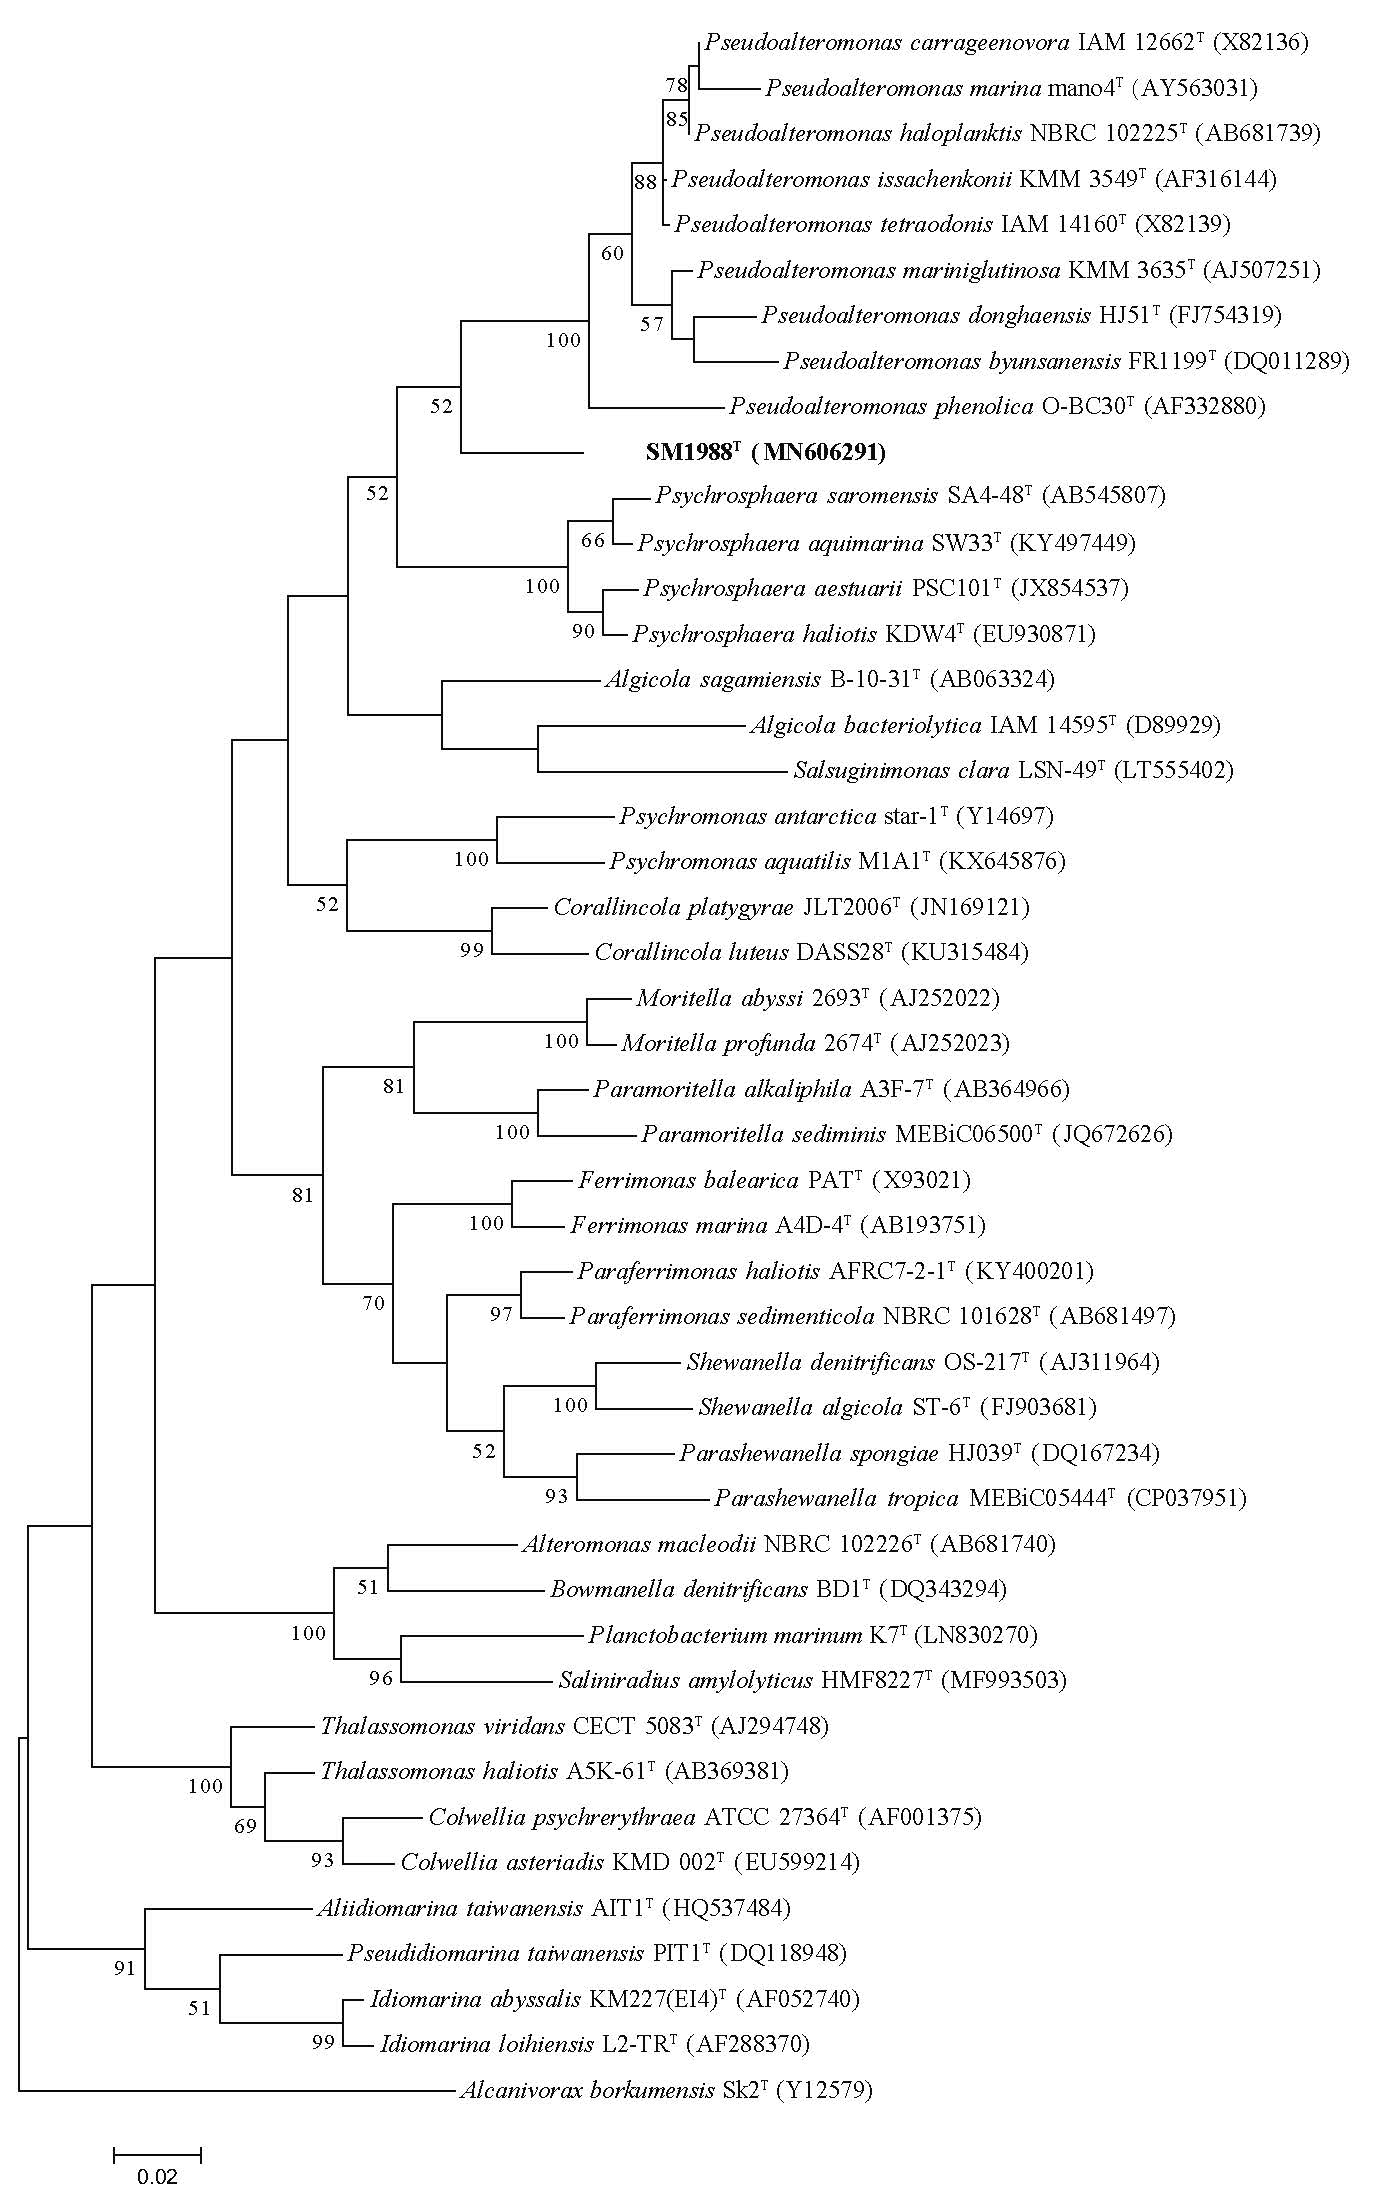 Pseudoalteromonas carrageenovora IAM 12662ᵀ (X82136)
78
Pseudoalteromonas marina mano4ᵀ (AY563031)
85
Pseudoalteromonas haloplanktis NBRC 102225ᵀ (AB681739)
88
Pseudoalteromonas issachenkonii KMM 3549ᵀ (AF316144)
Pseudoalteromonas tetraodonis IAM 14160ᵀ (X82139)
60
Pseudoalteromonas mariniglutinosa KMM 3635ᵀ (AJ507251)
Pseudoalteromonas donghaensis HJ51ᵀ (FJ754319)
57
100
Pseudoalteromonas byunsanensis FR1199ᵀ (DQ011289)
52
Pseudoalteromonas phenolica O-BC30ᵀ (AF332880)
SM1988ᵀ (MN606291)
52
Psychrosphaera saromensis SA4-48ᵀ (AB545807)
66
Psychrosphaera aquimarina SW33ᵀ (KY497449)
100
Psychrosphaera aestuarii PSC101ᵀ (JX854537)
90
Psychrosphaera haliotis KDW4ᵀ (EU930871)
Algicola sagamiensis B-10-31ᵀ (AB063324)
Algicola bacteriolytica IAM 14595ᵀ (D89929)
Salsuginimonas clara LSN-49ᵀ (LT555402)
Psychromonas antarctica star-1ᵀ (Y14697)
100
Psychromonas aquatilis M1A1ᵀ (KX645876)
52
Corallincola platygyrae JLT2006ᵀ (JN169121)
99
Corallincola luteus DASS28ᵀ (KU315484)
Moritella abyssi 2693ᵀ (AJ252022)
100
Moritella profunda 2674ᵀ (AJ252023)
81
Paramoritella alkaliphila A3F-7ᵀ (AB364966)
100
Paramoritella sediminis MEBiC06500ᵀ (JQ672626)
81
Ferrimonas balearica PATᵀ (X93021)
100
Ferrimonas marina A4D-4ᵀ (AB193751)
Paraferrimonas haliotis AFRC7-2-1ᵀ (KY400201)
70
97
Paraferrimonas sedimenticola NBRC 101628ᵀ (AB681497)
Shewanella denitrificans OS-217ᵀ (AJ311964)
100
Shewanella algicola ST-6ᵀ (FJ903681)
52
Parashewanella spongiae HJ039ᵀ (DQ167234)
93
Parashewanella tropica MEBiC05444ᵀ (CP037951)
Alteromonas macleodii NBRC 102226ᵀ (AB681740)
51
Bowmanella denitrificans BD1ᵀ (DQ343294)
100
Planctobacterium marinum K7ᵀ (LN830270)
96
Saliniradius amylolyticus HMF8227ᵀ (MF993503)
Thalassomonas viridans CECT 5083ᵀ (AJ294748)
100
Thalassomonas haliotis A5K-61ᵀ (AB369381)
69
Colwellia psychrerythraea ATCC 27364ᵀ (AF001375)
93
Colwellia asteriadis KMD 002ᵀ (EU599214)
Aliidiomarina taiwanensis AIT1ᵀ (HQ537484)
91
Pseudidiomarina taiwanensis PIT1ᵀ (DQ118948)
51
Idiomarina abyssalis KM227(EI4)ᵀ (AF052740)
99
Idiomarina loihiensis L2-TRᵀ (AF288370)
Alcanivorax borkumensis Sk2ᵀ (Y12579)
0.02